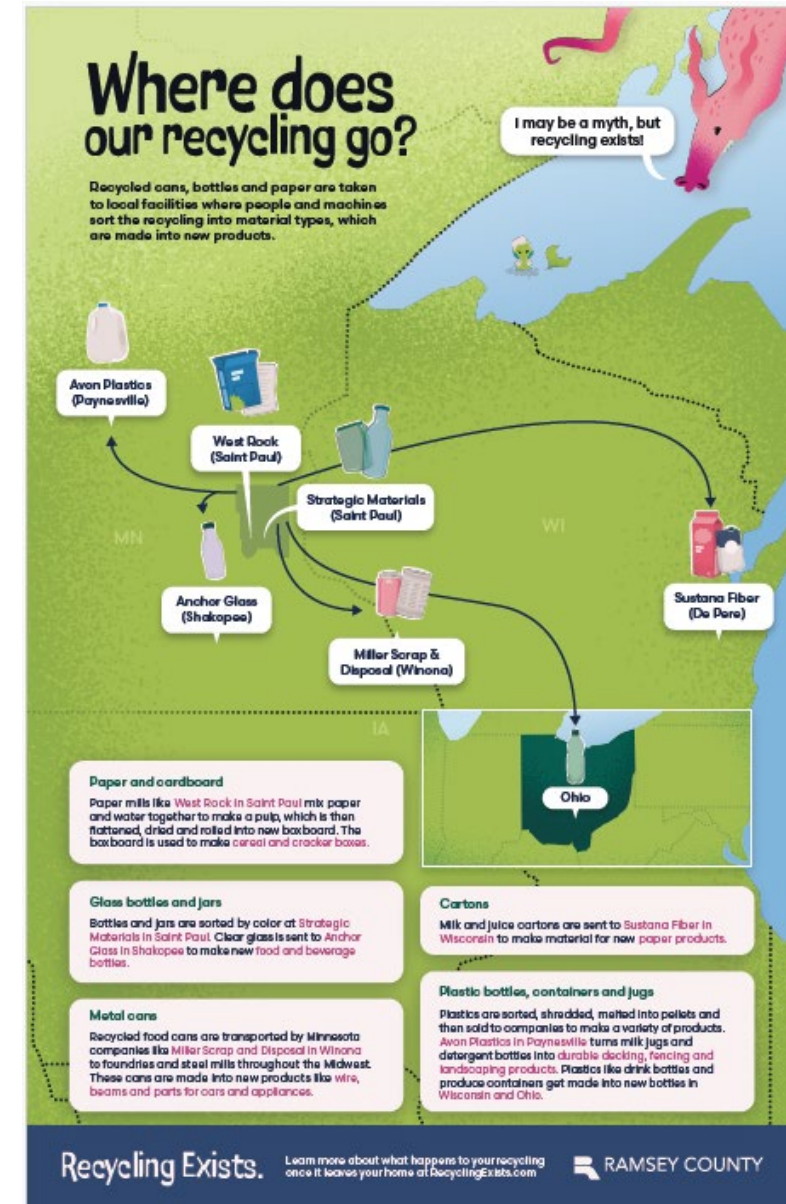 Where does
our recycling go?
Recycled cans, bottles and paper are taken
to local facilities where people and machines
sort the recycling into material types, which
are made into new products.
I may be a myth, but
recycling exists!
Avon Plastics
(Paynesville)
West Rock
(Saint Paul)
Strategic Materials
(Saint Paul)
MN
WI
Anchor Glass
(Shakopee)
Sustana Fiber
(De Pere)
Miller Scrap &
Disposal (Winona)
IA
Ohio
Paper and cardboard
Paper mills like West Rock in Saint Paul mix paper
and water together to make a pulp, which is then
flattened, dried and rolled into new boxboard. The
boxboard is used to make cereal and cracker boxes.
Glass bottles and jars
Bottles and jars are sorted by color at Strategic
Materials in Saint Paul. Clear glass is sent to Anchor
Glass in Shakopee to make new food and beverage
bottles.
Metal cans
Recycled food cans are transported by Minnesota
companies like Miller Scrap and Disposal in Winona
to foundries and steel mills throughout the Midwest.
These cans are made into new products like wire,
beams and parts for cars and appliances.
Cartons
Milk and juice cartons are sent to Sustana Fiber in
Wisconsin to make material for new paper products.
Plastic bottles, containers and jugs
Plastics are sorted, shredded, melted into pellets and
then sold to companies to make a variety of products.
Avon Plastics in Paynesville turns milk jugs and
detergent bottles into durable decking, fencing and
landscaping products. Plastics like drink bottles and
produce containers get made into new bottles in
Wisconsin and Ohio.
Recycling Exists.
Learn more about what happens to your recycling
once it leaves your home at RecyclingExists.com
RAMSEY COUNTY